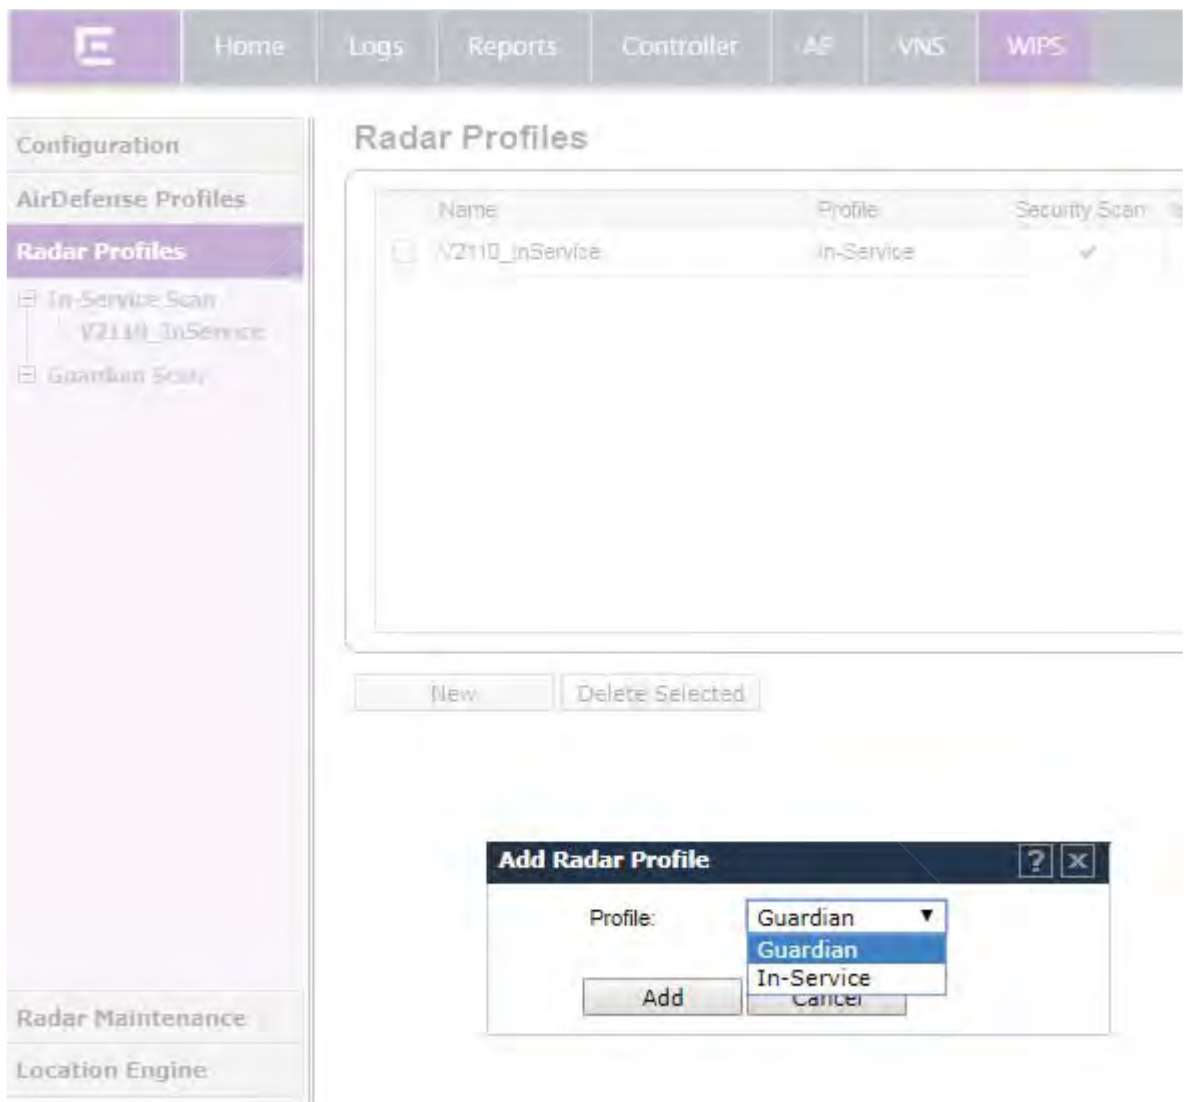 Home Logs Reports Controller AP VNS WIPS
Configuration
AirDefense Profiles
Radar Profiles
In-Service Scan
V2110_InService
Guardian Scan
Radar Maintenance
Location Engine
Radar Profiles
Name Profile Security Scan
V2110_InService In-Service
New Delete Selected
Add Radar Profile
Profile: Guardian
Guardian
In-Service
Add Cancel